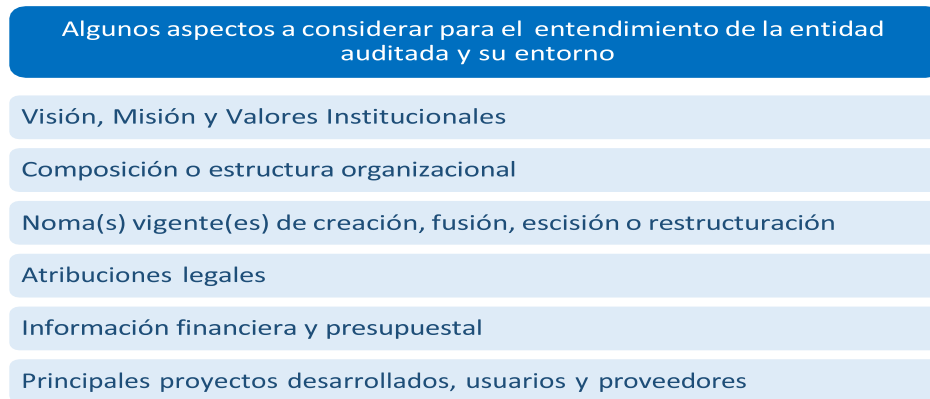 Algunos aspectos a considerar para el entendimiento de la entidad
auditada y su entorno
Visión, Misión y Valores Institucionales
Composición o estructura organizacional
Noma(s) vigente(es) de creación, fusión, escisión o restructuración
Atribuciones legales
Información financiera y presupuestal
Principales proyectos desarrollados, usuarios y proveedores